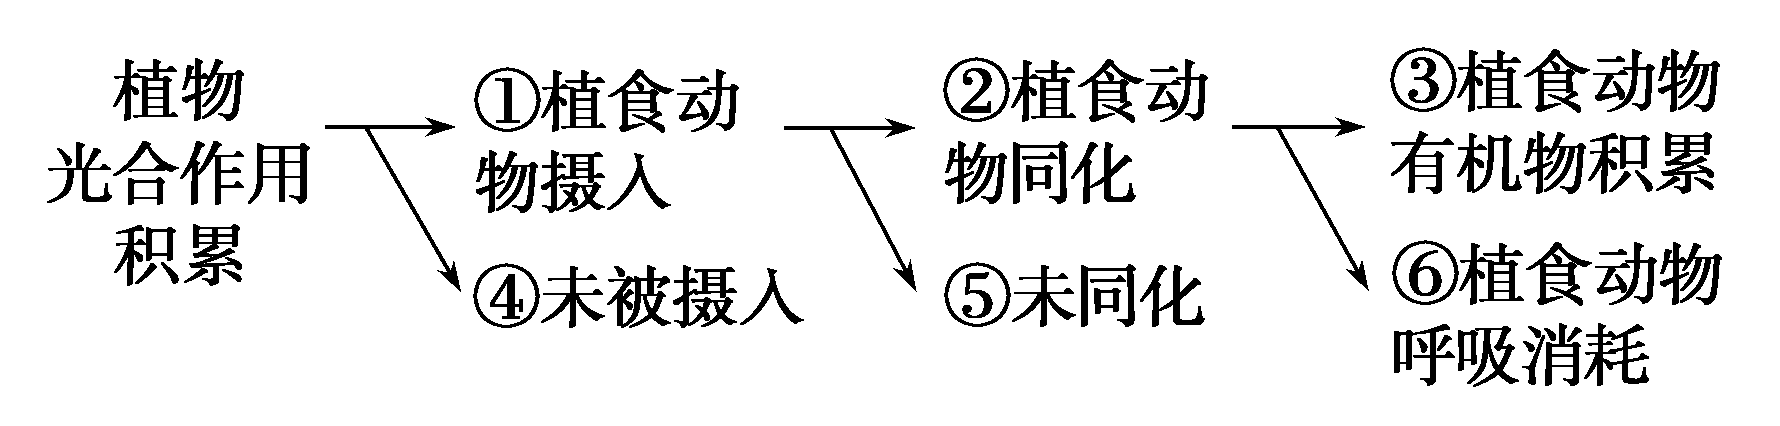 植物
光合作用
积累
①植食动
物摄入
④未被摄入
②植食动
物同化
⑤未同化
③植食动物
有机物积累
⑥植食动物
呼吸消耗